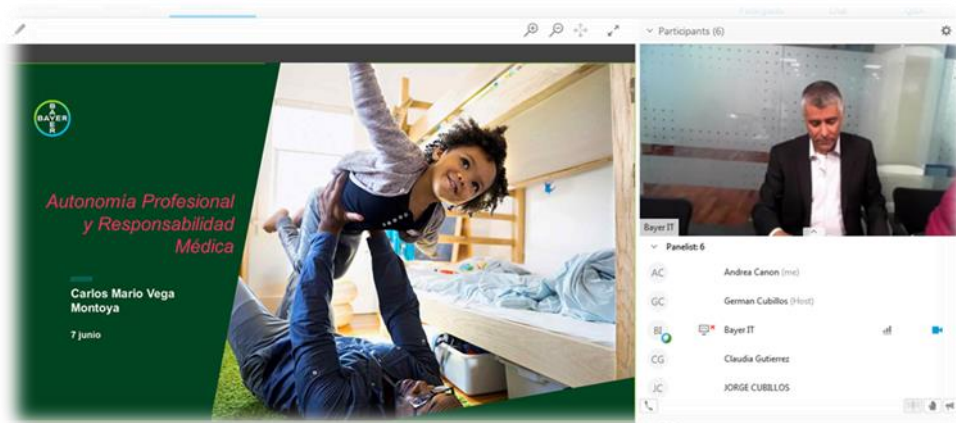 Participants (6)
BAYER
BAYER
Autonomía Profesional
y Responsabilidad
Médica
Carlos Mario Vega
Montoya
7 junio
Bayer IT
Panelist: 6
AC Andrea Canon (me)
GC German Cubillos (Host)
BI Bayer IT
CG Claudia Gutierrez
JC JORGE CUBILLOS